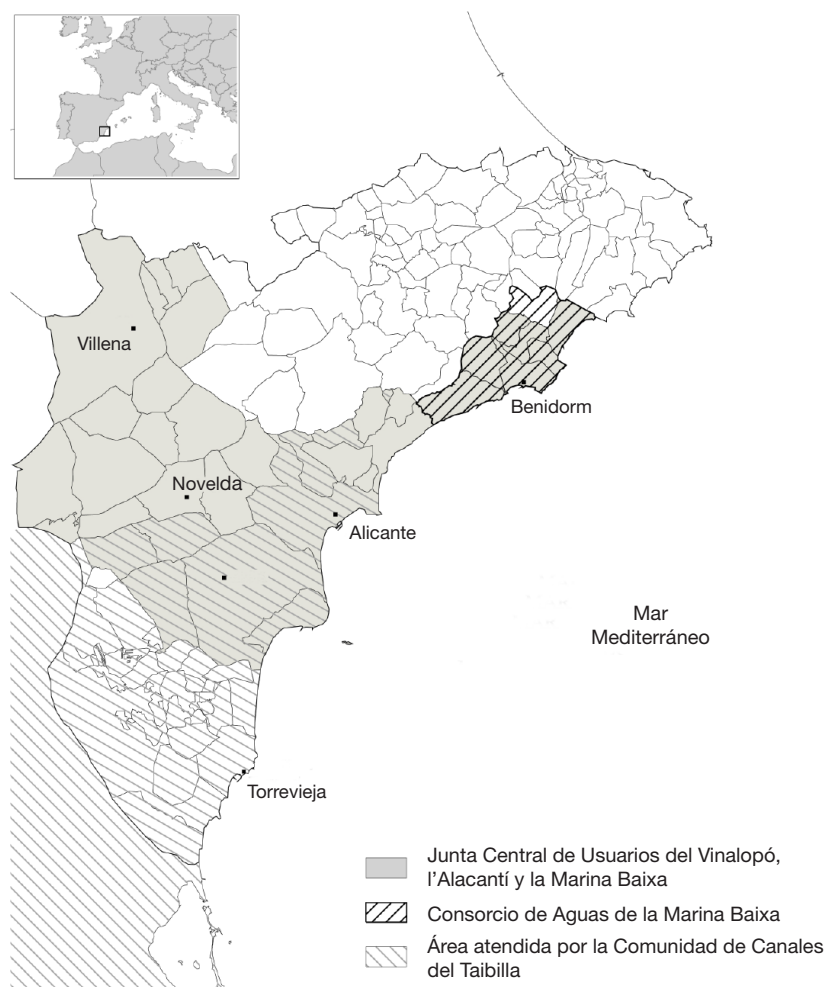 Villena
Benidorm
Novelda
Alicante
Mar
Mediterráneo
Torrevieja
Junta Central de Usuarios del Vinalopó,
l'Alacantí y la Marina Baixa
Consorcio de Aguas de la Marina Baixa
Área atendida por la Comunidad de Canales
del Taibilla